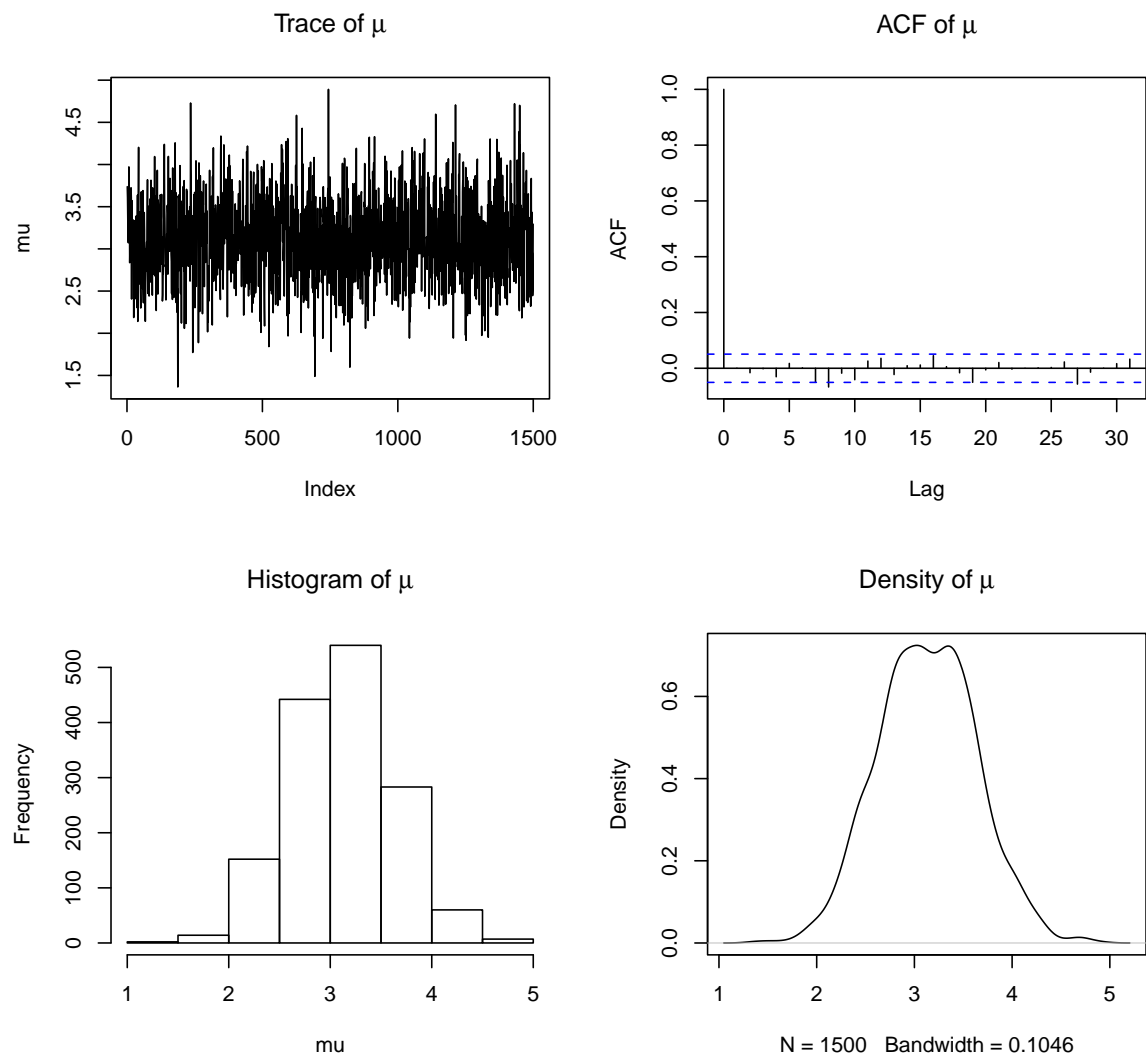 Trace of μ
mu
1.5 2.5 3.5 4.5
0 500 1000 1500
Index
ACF of μ
ACF
0.0 0.2 0.4 0.6 0.8 1.0
0 5 10 15 20 25 30
Lag
Histogram of μ
Frequency
0 100 200 300 400 500
1 2 3 4 5
mu
Density of μ
Density
0.0 0.2 0.4 0.6
1 2 3 4 5
N = 1500 Bandwidth = 0.1046